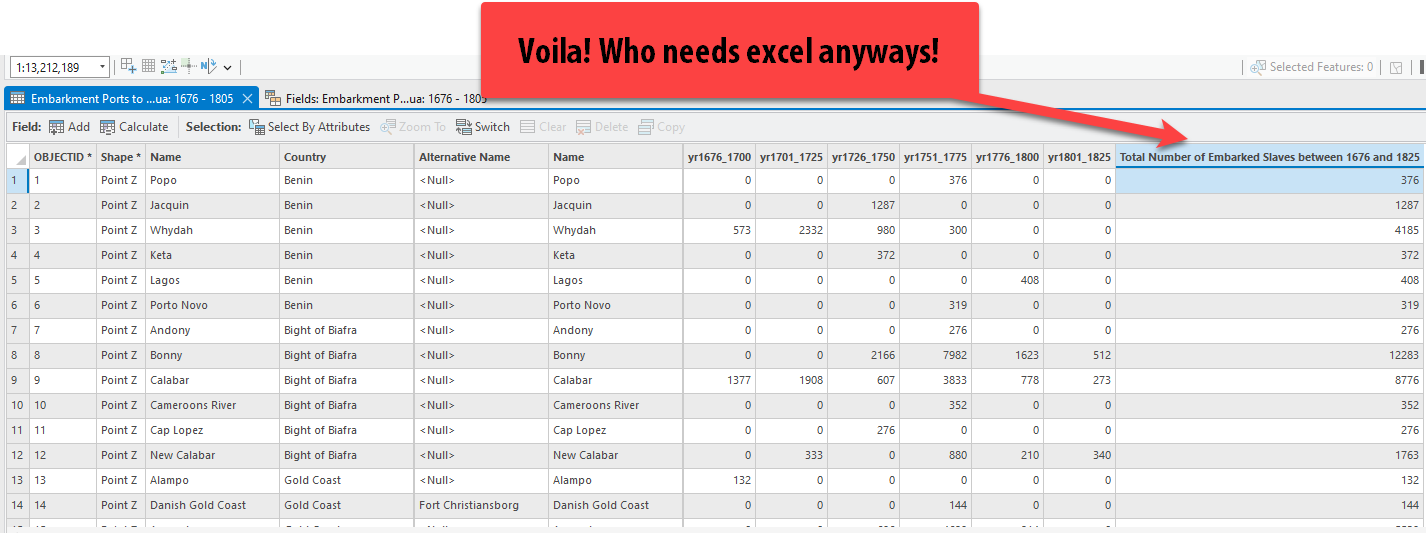 Voila! Who needs excel anyways!
1:13,212,189
Selected Features: 0
Embarkment Ports to ...ua: 1676 - 1805 Fields: Embarkment P...ua: 1676 - 1805
Field: Add Calculate Selection: Select By Attributes Zoom To Switch Clear Delete Copy
OBJECTID * Shape * Name Country Alternative Name Name yr1676_1700 yr1701_1725 yr1726_1750 yr1751_1775 yr1776_1800 yr1801_1825 Total Number of Embarked Slaves between 1676 and 1825
1 1 Point Z Popo Benin <Null> Popo 0 0 0 376 0 0 376
2 2 Point Z Jacquin Benin <Null> Jacquin 0 0 1287 0 0 0 1287
3 3 Point Z Whydah Benin <Null> Whydah 573 2332 980 300 0 0 4185
4 4 Point Z Keta Benin <Null> Keta 0 0 372 0 0 0 372
5 5 Point Z Lagos Benin <Null> Lagos 0 0 0 0 408 0 408
6 6 Point Z Porto Novo Benin <Null> Porto Novo 0 0 0 319 0 0 319
7 7 Point Z Andony Bight of Biafra <Null> Andony 0 0 0 276 0 0 276
8 8 Point Z Bonny Bight of Biafra <Null> Bonny 0 0 2166 7982 1623 512 12283
9 9 Point Z Calabar Bight of Biafra <Null> Calabar 1377 1908 607 3833 778 273 8776
10 10 Point Z Cameroons River Bight of Biafra <Null> Cameroons River 0 0 0 352 0 0 352
11 11 Point Z Cap Lopez Bight of Biafra <Null> Cap Lopez 0 0 276 0 0 0 276
12 12 Point Z New Calabar Bight of Biafra <Null> New Calabar 0 333 0 880 210 340 1763
13 13 Point Z Alampo Gold Coast <Null> Alampo 132 0 0 0 0 0 132
14 14 Point Z Danish Gold Coast Gold Coast Fort Christiansborg Danish Gold Coast 0 0 0 144 0 0 144